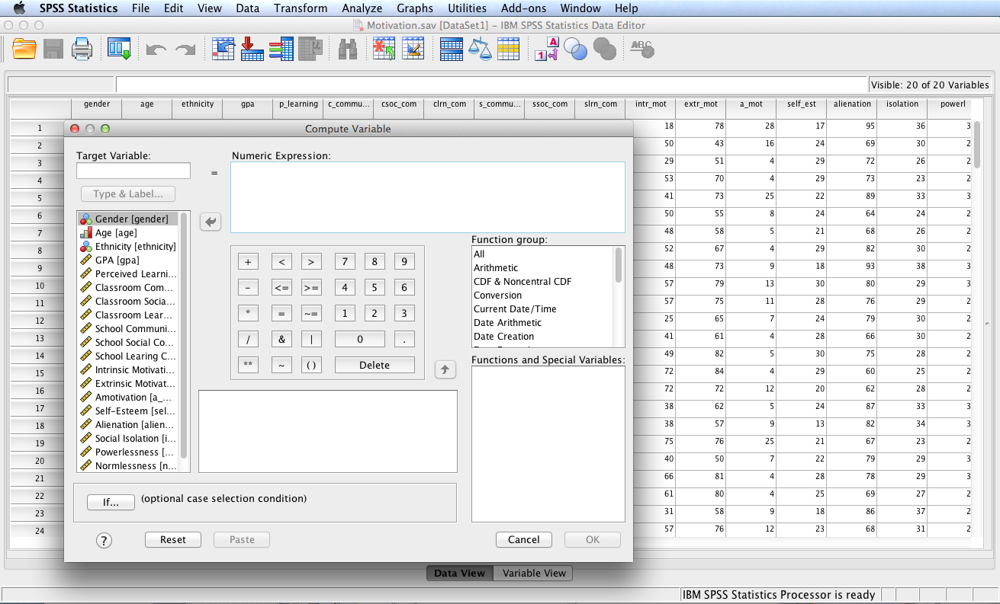 SPSS Statistics File Edit View Data Transform Analyze Graphs Utilities Add-ons Window Help
Motivation.sav [DataSet1] – IBM SPSS Statistics Data Editor
Visible: 20 of 20 Variables
gender age ethnicity gpa p_learning c_commu... csoc_com clrn_com s_commu... ssoc_com slrn_com intr_mot extr_mot a_mot self_est alienation isolation powerl
1 18 78 28 17 95 36 3
2 50 43 16 24 69 30 2
3 29 51 4 29 72 26 2
4 53 70 4 29 73 23 2
5 41 73 25 22 89 33 3
6 50 55 8 24 64 24 2
7 48 58 5 21 68 26 2
8 52 67 4 29 82 30 2
9 48 73 9 18 93 38 3
10 57 79 13 30 80 29 3
11 57 75 11 28 76 29 2
12 25 65 7 24 79 30 2
13 41 61 4 28 66 30 2
14 49 82 5 30 75 28 2
15 72 84 4 29 60 25 2
16 72 72 12 20 62 28 2
17 38 62 5 24 87 33 3
18 38 57 9 13 82 34 3
19 75 76 25 21 67 23 2
20 40 50 7 22 79 29 3
21 66 81 4 28 78 29 3
22 61 80 4 25 69 27 2
23 31 58 9 18 86 37 2
24 57 76 12 23 68 31 2
Compute Variable
Target Variable:
=
Numeric Expression:
Type & Label...
Gender [gender]
Age [age]
Ethnicity [ethnicity]
GPA [gpa]
Perceived Learni...
Classroom Com...
Classroom Socia...
Classroom Lear...
School Communi...
School Social Co...
School Learing C...
Intrinsic Motivati...
Extrinsic Motivat...
Amotivation [a_...
Self-Esteem [sel...
Alienation [alien...
Social Isolation [i...
Powerlessness [...
Normlessness [n...
+ < > 7 8 9
- <= >= 4 5 6
* = ~= 1 2 3
/ & | 0 .
** ~ ( ) Delete
Function group:
All
Arithmetic
CDF & Noncentral CDF
Conversion
Current Date/Time
Date Arithmetic
Date Creation
Functions and Special Variables:
If... (optional case selection condition)
? Reset Paste Cancel OK
Data View Variable View
IBM SPSS Statistics Processor is ready